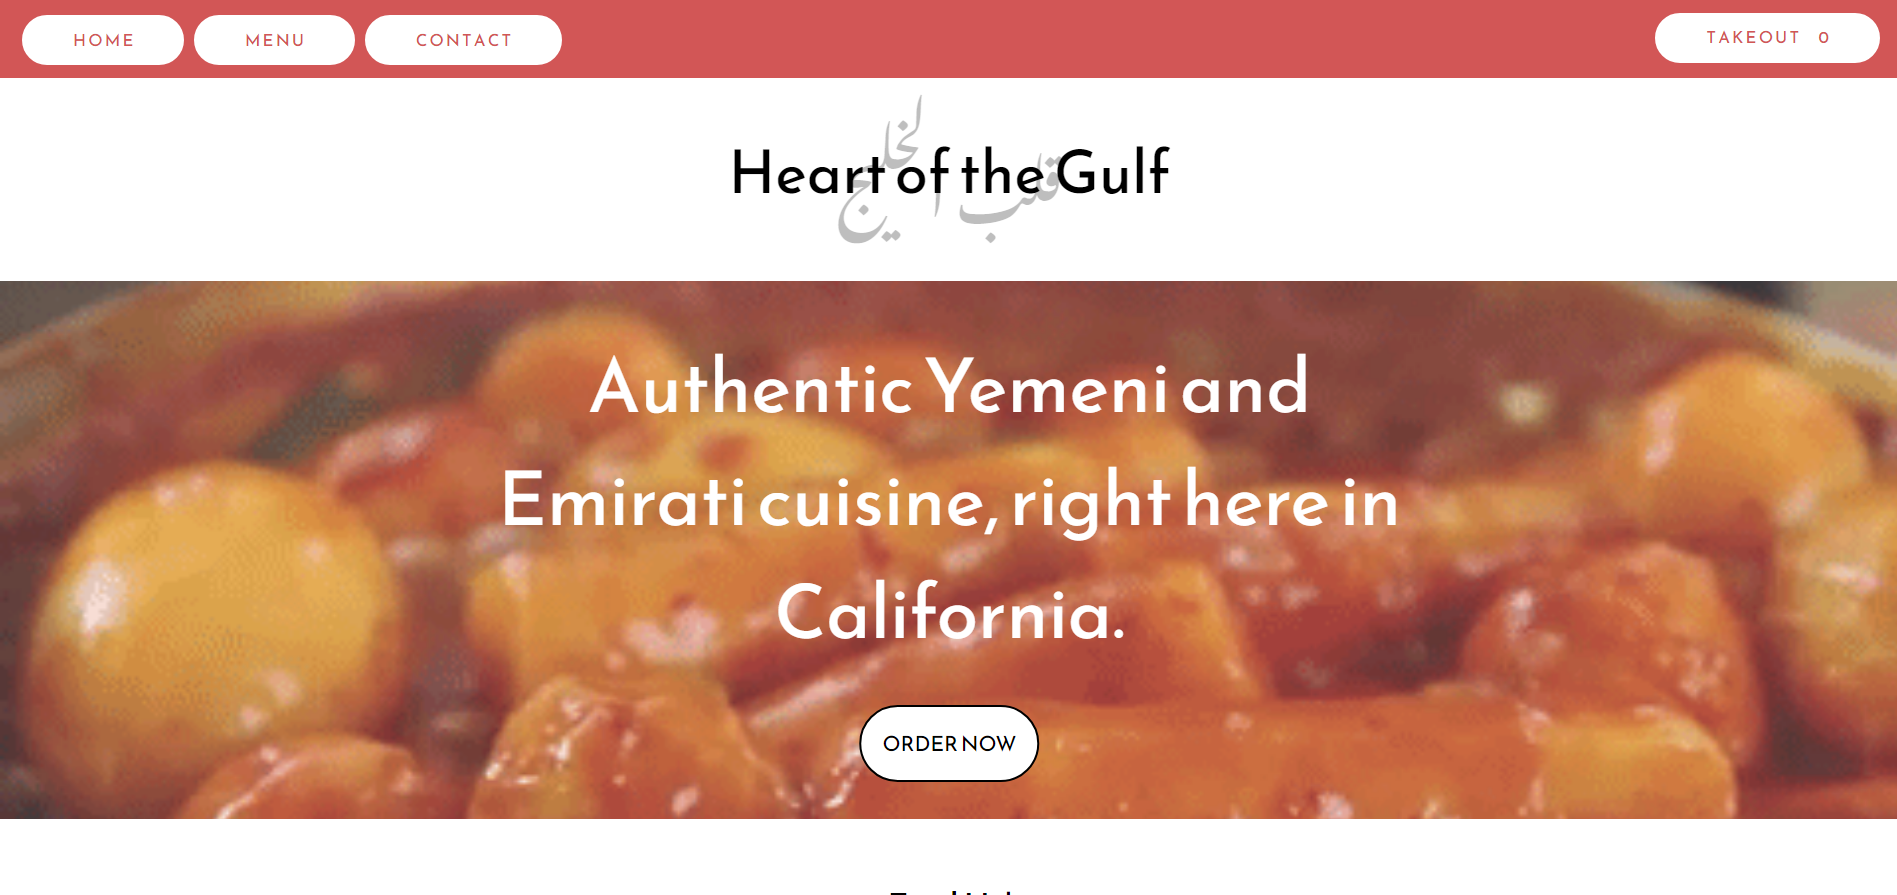 HOME
MENU
CONTACT
TAKEOUT 0
قلب الخليج
Heart of the Gulf
Authentic Yemeni and
Emirati cuisine, right here in
California.
ORDER NOW